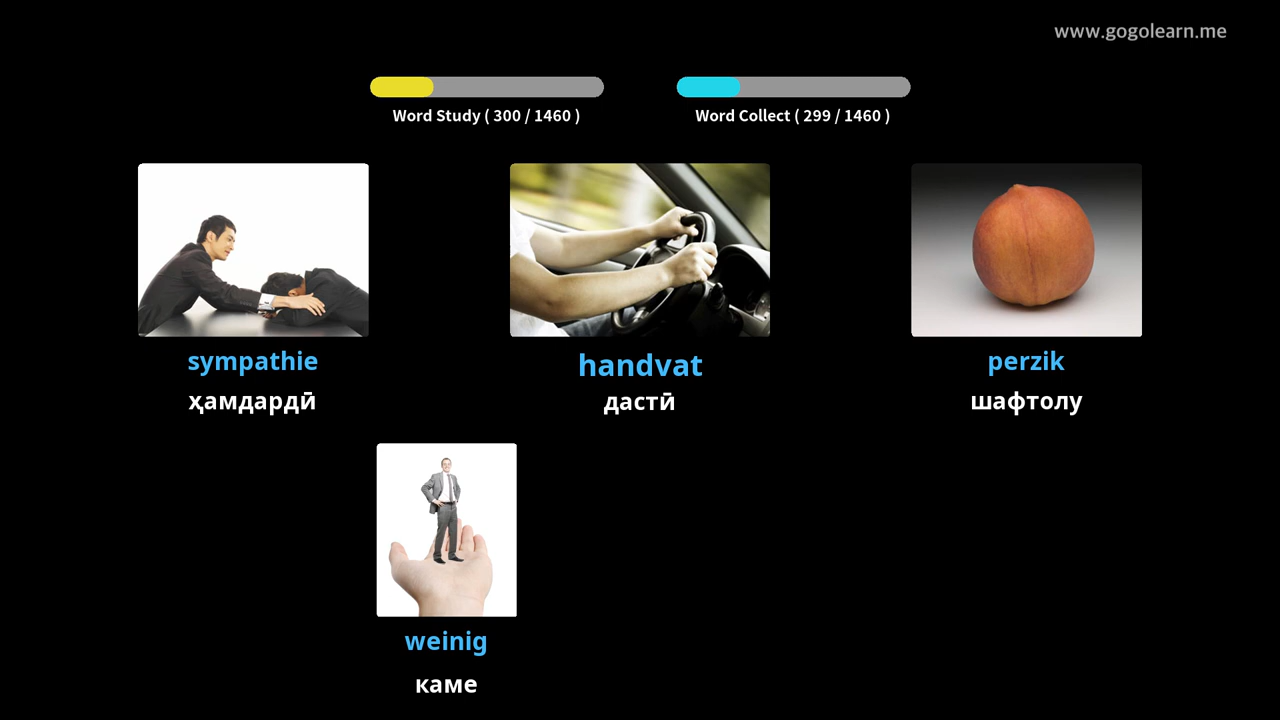 www.gogolearn.me
Word Study ( 300 / 1460 )
Word Collect ( 299 / 1460 )
sympathie
ҳамдардӣ
handvat
дастӣ
perzik
шафтолу
weinig
каме